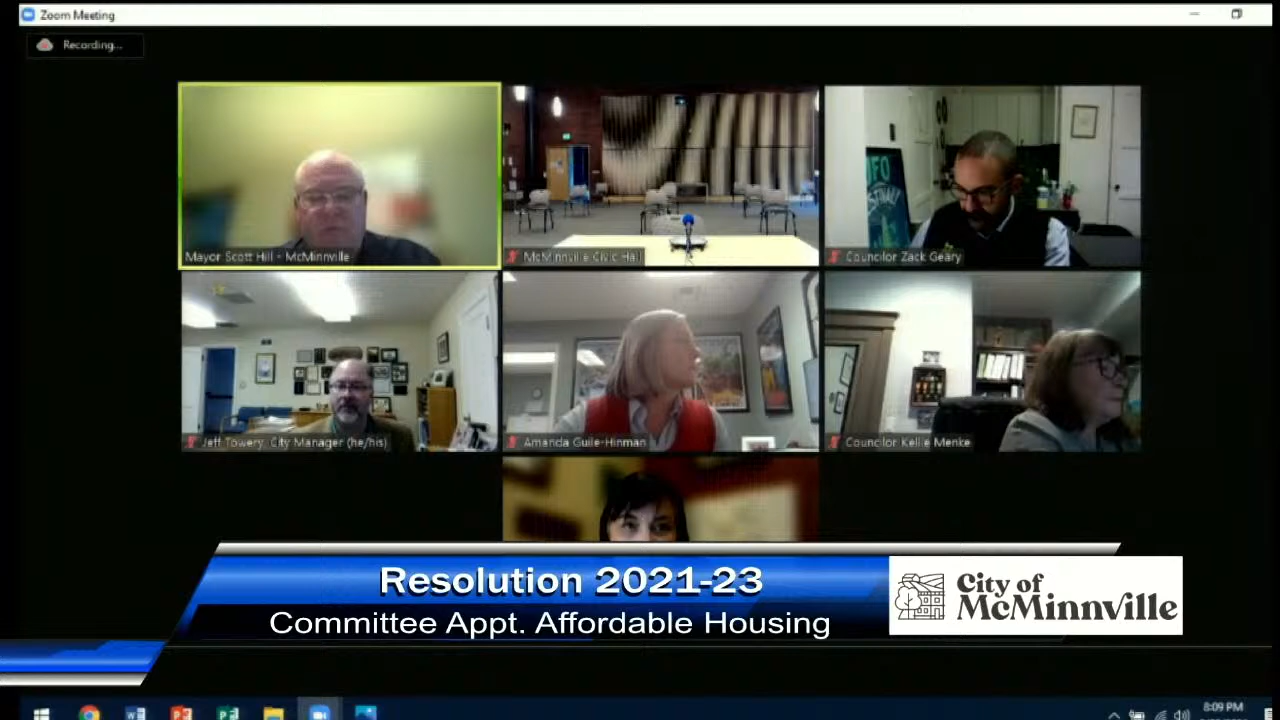 Zoom Meeting
Recording...
Mayor Scott Hill - McMinnville
McMinnville Civic Hall
Councilor Zack Geary
UFO
Jeff Towery, City Manager (he/his)
Amanda Guile-Hinman
Councilor Kellie Menke
Resolution 2021-23
Committee Appt. Affordable Housing
City of
McMinnville
8:09 PM